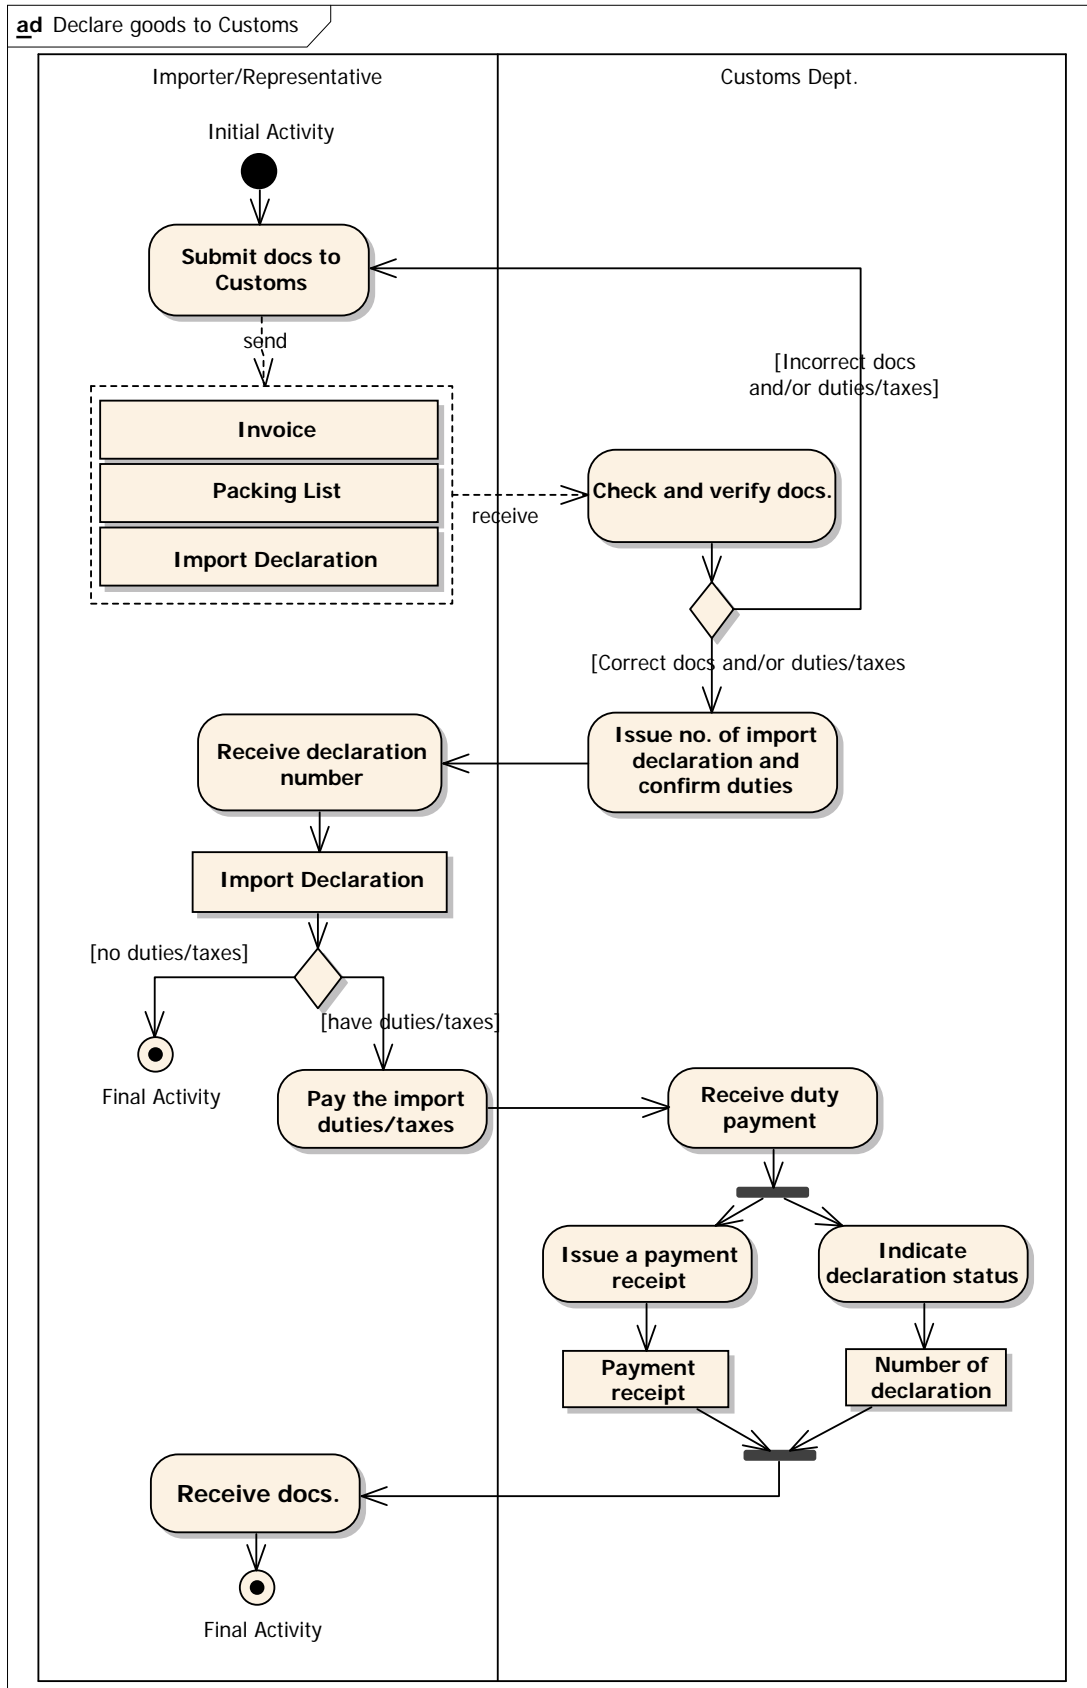 ad Declare goods to Customs
Importer/Representative
Customs Dept.
Initial Activity
Submit docs to
Customs
send
[Incorrect docs
and/or duties/taxes]
Invoice
Packing List
Import Declaration
receive
Check and verify docs.
[Correct docs and/or duties/taxes
Issue no. of import
declaration and
confirm duties
Receive declaration
number
Import Declaration
[no duties/taxes]
[have duties/taxes]
Final Activity
Pay the import
duties/taxes
Receive duty
payment
Issue a payment
receipt
Indicate
declaration status
Payment
receipt
Number of
declaration
Receive docs.
Final Activity